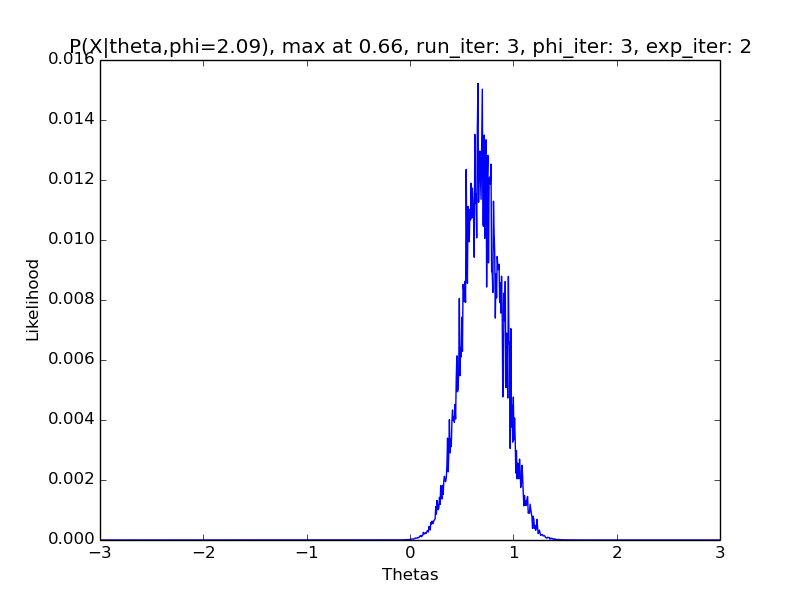 P(X|theta,phi=2.09), max at 0.66, run_iter: 3, phi_iter: 3, exp_iter: 2
0.016
0.014
0.012
0.010
0.008
0.006
0.004
0.002
0.000
Likelihood
−3 −2 −1 0 1 2 3
Thetas